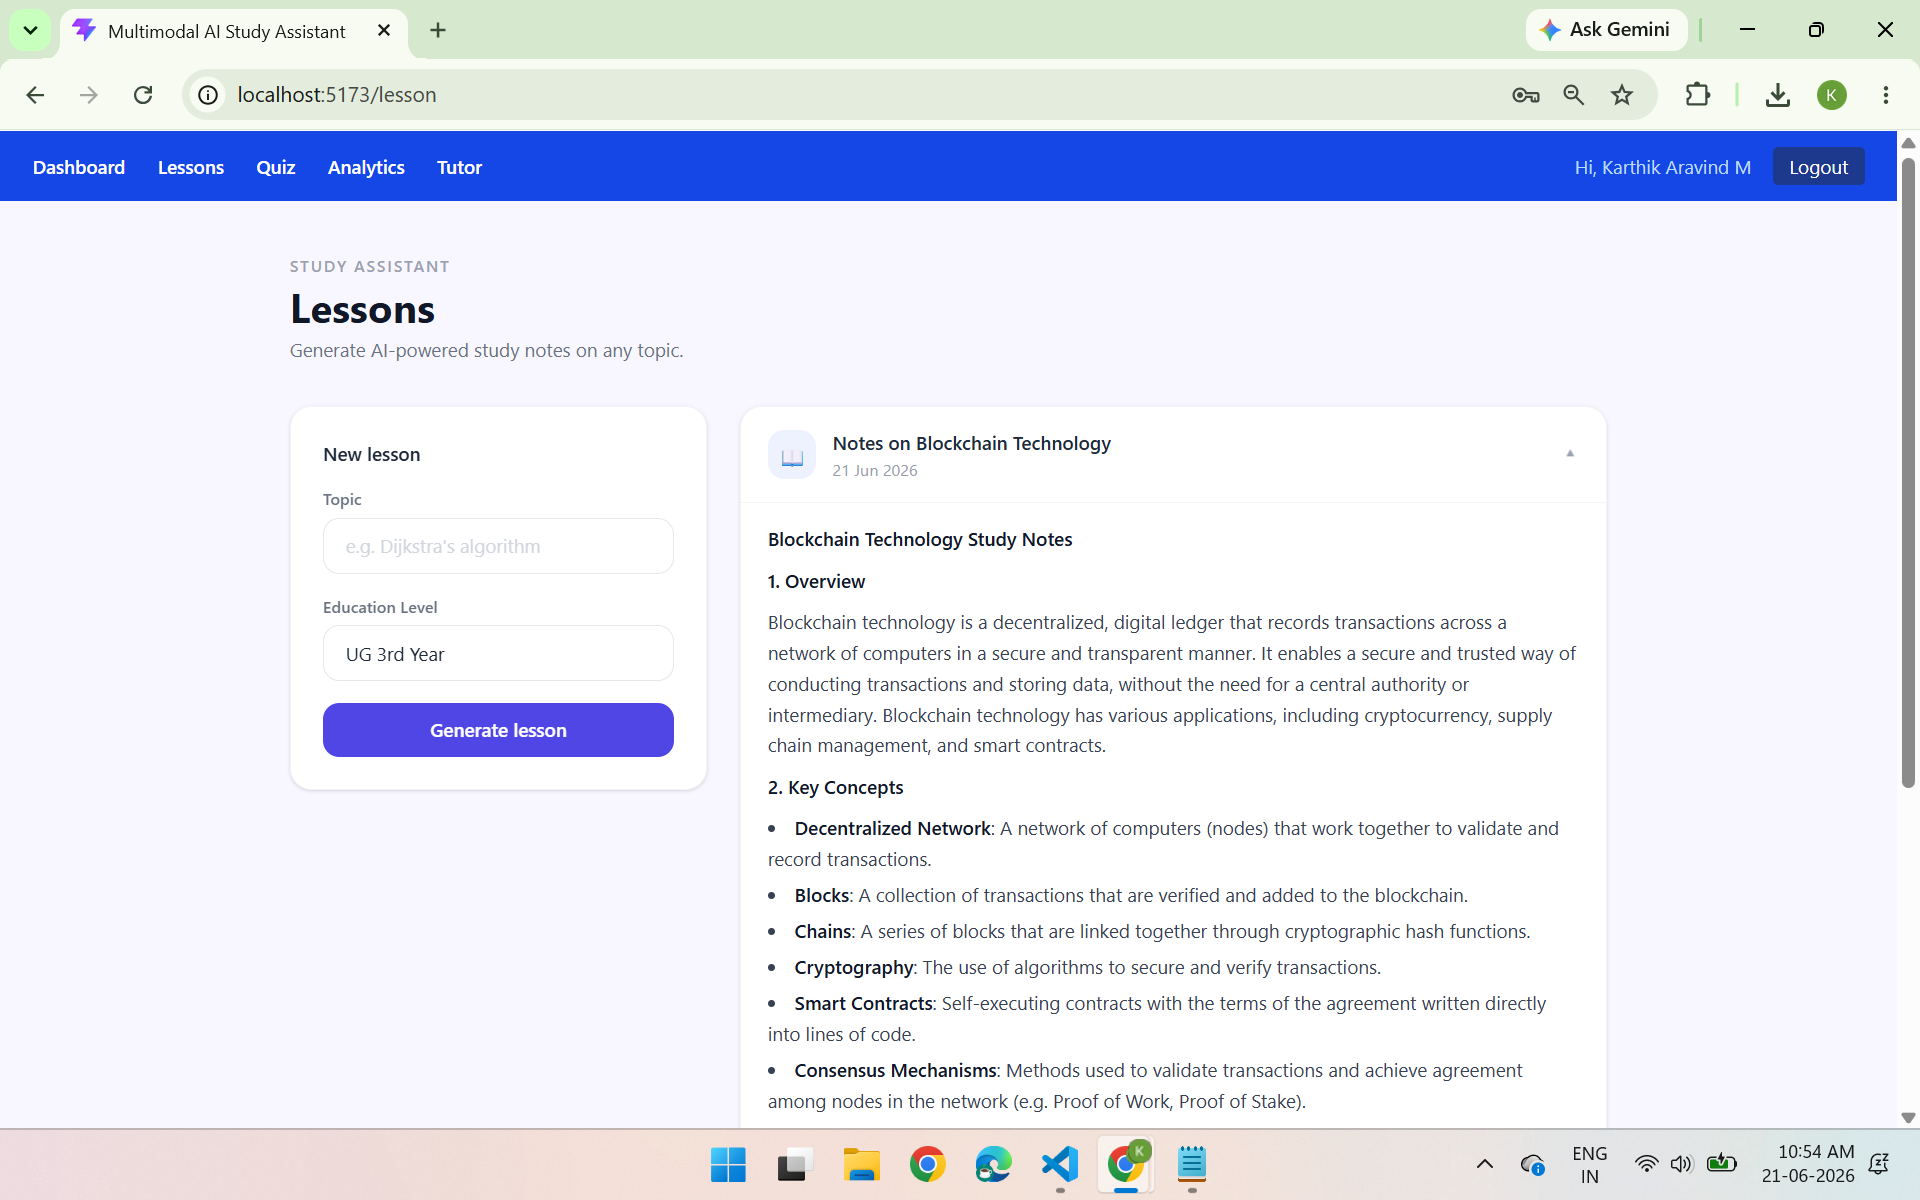 Multimodal AI Study Assistant
Ask Gemini
localhost:5173/lesson
K
Dashboard Lessons Quiz Analytics Tutor Hi, Karthik Aravind M Logout
STUDY ASSISTANT
Lessons
Generate AI-powered study notes on any topic.
New lesson
Topic
e.g. Dijkstra's algorithm
Education Level
UG 3rd Year
Generate lesson
Notes on Blockchain Technology
21 Jun 2026
Blockchain Technology Study Notes
1. Overview
Blockchain technology is a decentralized, digital ledger that records transactions across a
network of computers in a secure and transparent manner. It enables a secure and trusted way of
conducting transactions and storing data, without the need for a central authority or
intermediary. Blockchain technology has various applications, including cryptocurrency, supply
chain management, and smart contracts.
2. Key Concepts
• Decentralized Network: A network of computers (nodes) that work together to validate and
record transactions.
• Blocks: A collection of transactions that are verified and added to the blockchain.
• Chains: A series of blocks that are linked together through cryptographic hash functions.
• Cryptography: The use of algorithms to secure and verify transactions.
• Smart Contracts: Self-executing contracts with the terms of the agreement written directly
into lines of code.
• Consensus Mechanisms: Methods used to validate transactions and achieve agreement
among nodes in the network (e.g. Proof of Work, Proof of Stake).
K
ENG
IN
10:54 AM
21-06-2026